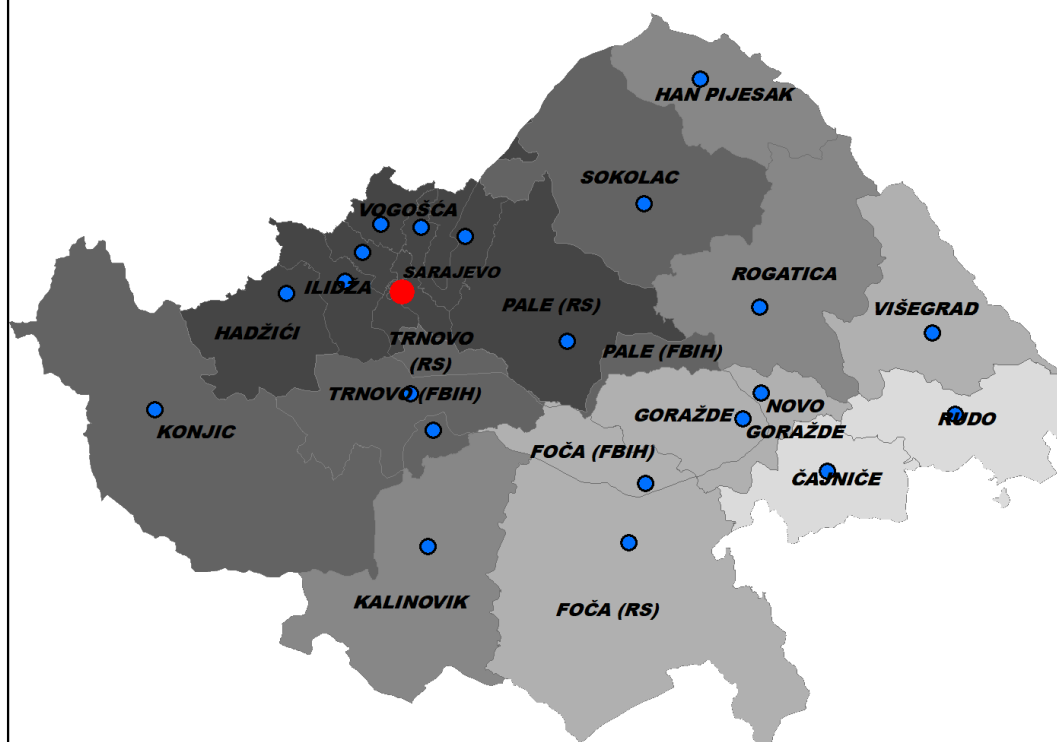 HAN PIJESAK
SOKOLAC
VOGOŠĆA
SARAJEVO
ROGATICA
ILIDŽA
PALE (RS)
VIŠEGRAD
HADŽIĆI
TRNOVO
(RS)
PALE (FBIH)
TRNOVO (FBIH)
NOVO
GORAŽDE
GORAŽDE
RUDO
KONJIC
FOČA (FBIH)
ČAJNIČE
KALINOVIK
FOČA (RS)